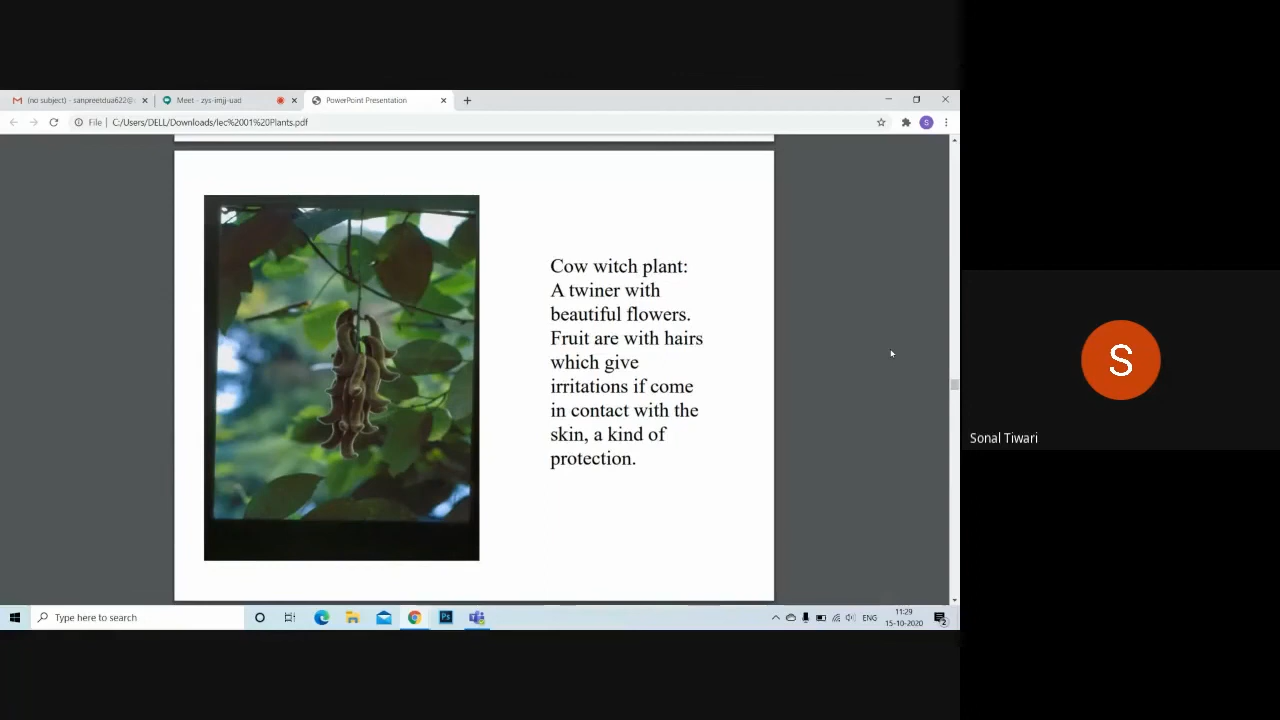 (no subject) - sanpreetdua622@
Meet - zys-imjj-uad
PowerPoint Presentation
File | C:/Users/DELL/Downloads/lec%2001%20Plants.pdf
S
Cow witch plant:
A twiner with
beautiful flowers.
Fruit are with hairs
which give
irritations if come
in contact with the
skin, a kind of
protection.
S
Sonal Tiwari
Type here to search
Ps
ENG
11:29
15-10-2020
2